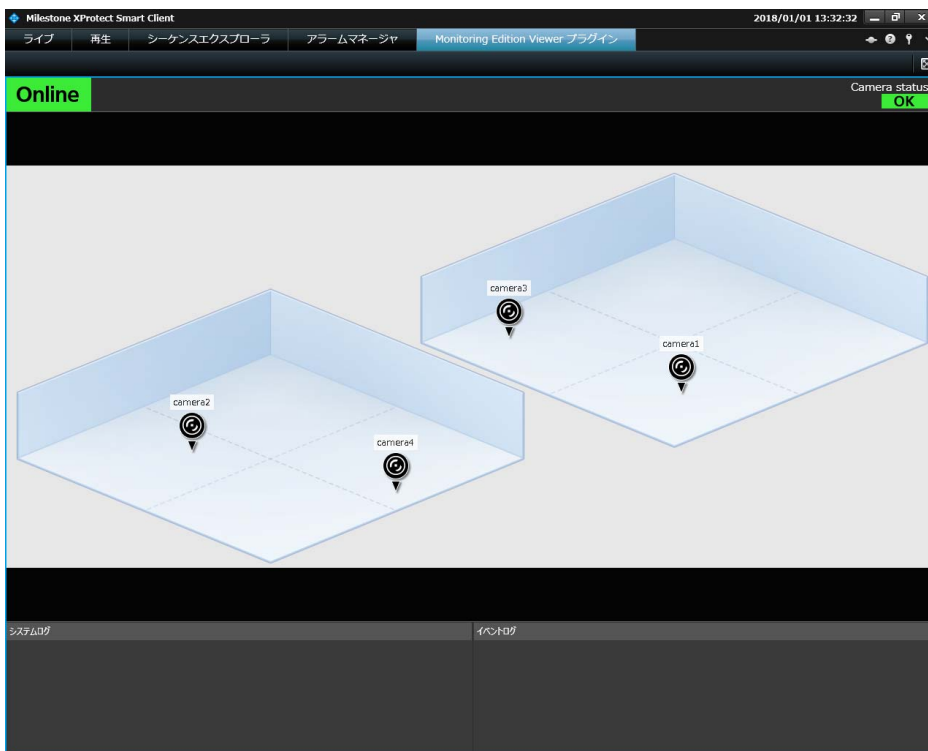 Milestone XProtect Smart Client 2018/01/01 13:32:32
ライブ 再生 シーケンスエクスプローラ アラームマネージャ Monitoring Edition Viewer プラグイン
Online
Camera status
OK
camera3
camera1
camera2
camera4
システムログ イベントログ